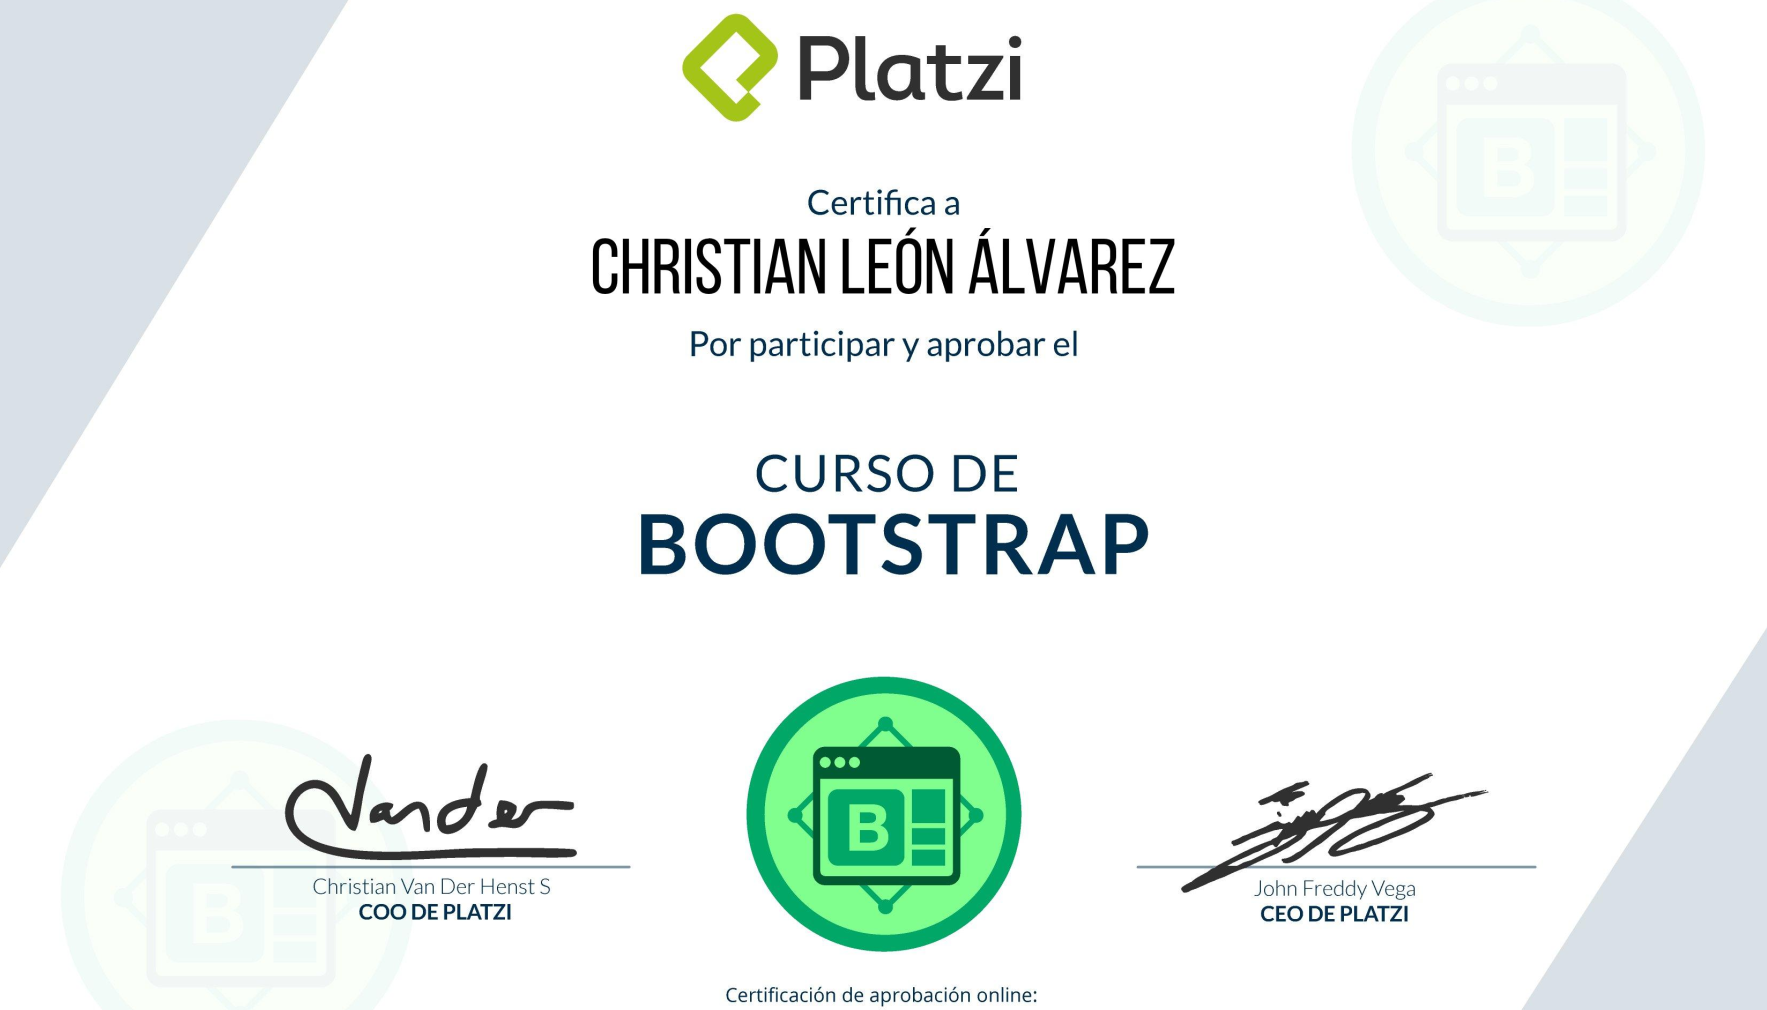 Platzi
Certifica a
CHRISTIAN LEÓN ÁLVAREZ
Por participar y aprobar el
CURSO DE
BOOTSTRAP
B
B
Vander
Christian Van Der Henst S
COO DE PLATZI
B
John Freddy Vega
CEO DE PLATZI
Certificación de aprobación online: